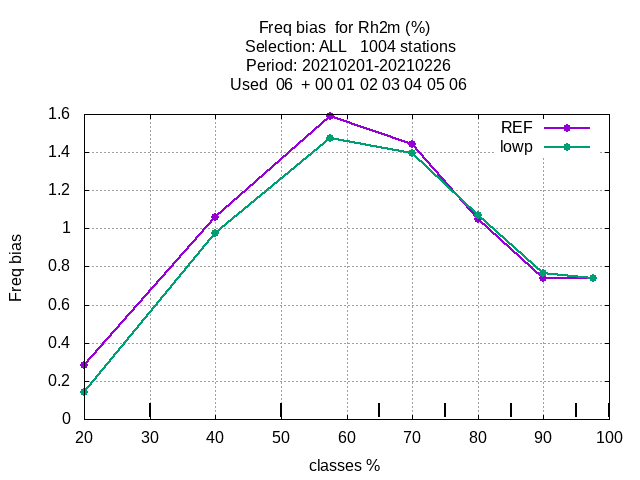 Freq bias  for Rh2m (%)
Selection: ALL   1004 stations
Period: 20210201-20210226
Used  06  + 00 01 02 03 04 05 06
1.6
1.4
1.2
1
0.8
0.6
0.4
0.2
0
Freq bias
REF
lowp
20 30 40 50 60 70 80 90 100
classes %